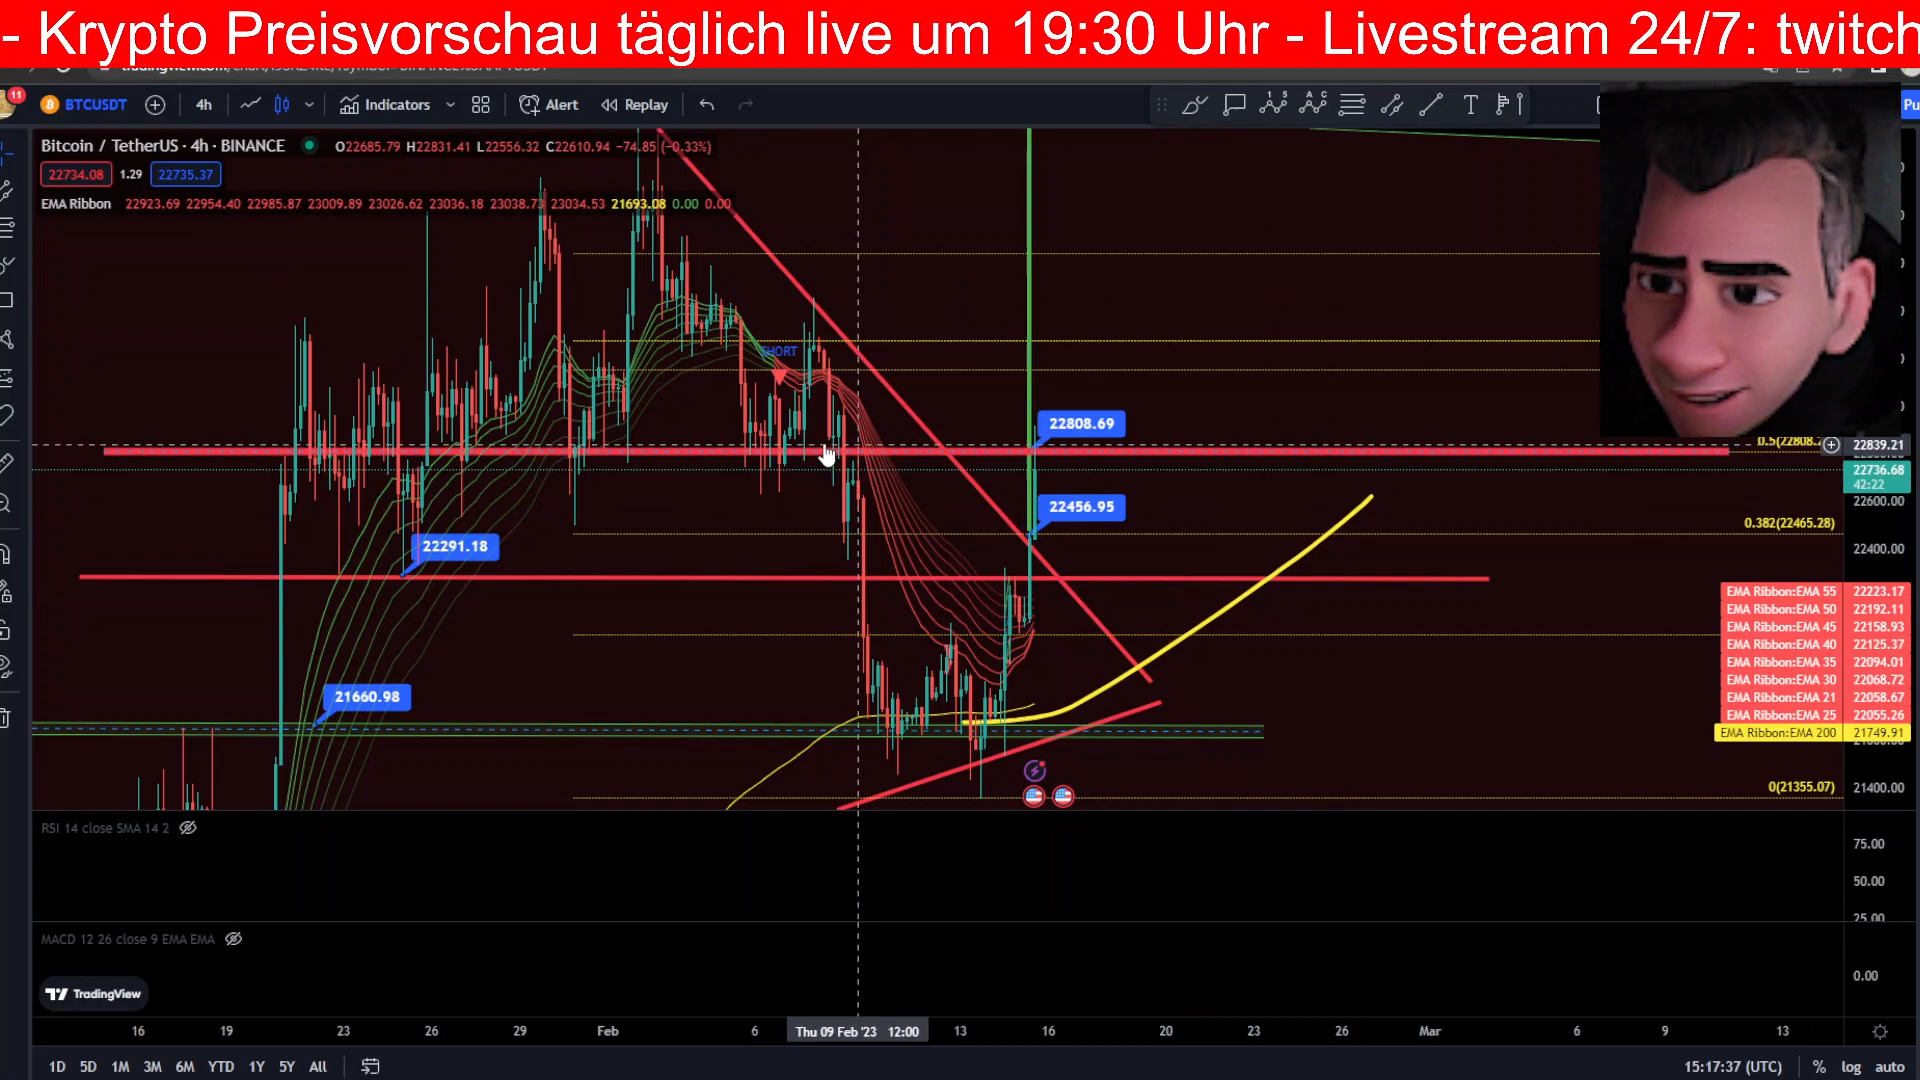 - Krypto Preisvorschau täglich live um 19:30 Uhr - Livestream 24/7: twitch
11
BTCUSDT
4h
Indicators
Alert
Replay
Pu
Bitcoin / TetherUS · 4h · BINANCE
O22685.79 H22831.41 L22556.32 C22610.94 -74.85 (-0.33%)
22734.08
1.29
22735.37
EMA Ribbon 22923.69 22954.40 22985.87 23009.89 23026.62 23036.18 23038.73 23034.53 21693.08 0.00 0.00
SHORT
22808.69
22839.21
22736.68
42:22
22600.00
22456.95
0.382(22465.28)
22291.18
22400.00
EMA Ribbon:EMA 55 22223.17
EMA Ribbon:EMA 50 22192.11
EMA Ribbon:EMA 45 22158.93
EMA Ribbon:EMA 40 22125.37
EMA Ribbon:EMA 35 22094.01
EMA Ribbon:EMA 30 22068.72
EMA Ribbon:EMA 21 22058.67
EMA Ribbon:EMA 25 22055.26
EMA Ribbon:EMA 200 21749.91
21660.98
0(21355.07)
21400.00
RSI 14 close SMA 14 2
75.00
50.00
25.00
MACD 12 26 close 9 EMA EMA
0.00
TradingView
16 19 23 26 29 Feb 6 Thu 09 Feb '23 12:00 13 16 20 23 26 Mar 6 9 13
1D 5D 1M 3M 6M YTD 1Y 5Y All
15:17:37 (UTC) % log auto